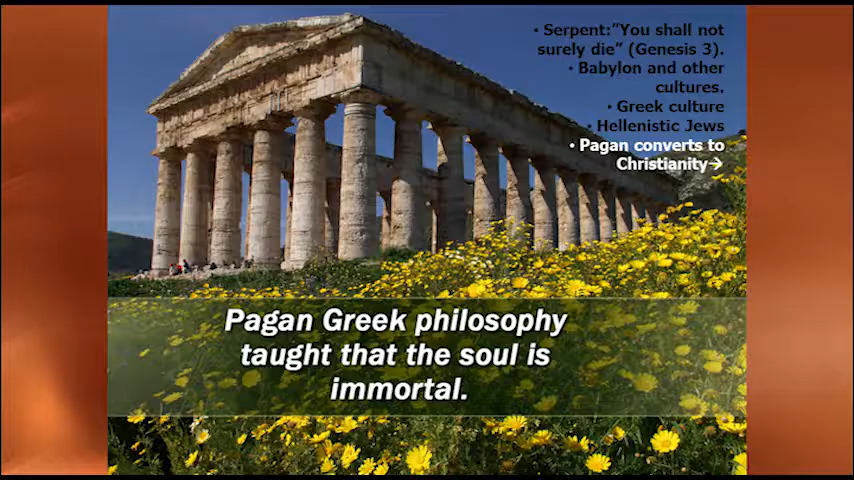 • Serpent:”You shall not
surely die” (Genesis 3).
• Babylon and other
cultures.
• Greek culture
• Hellenistic Jews
• Pagan converts to
Christianity→
Pagan Greek philosophy
taught that the soul is
immortal.